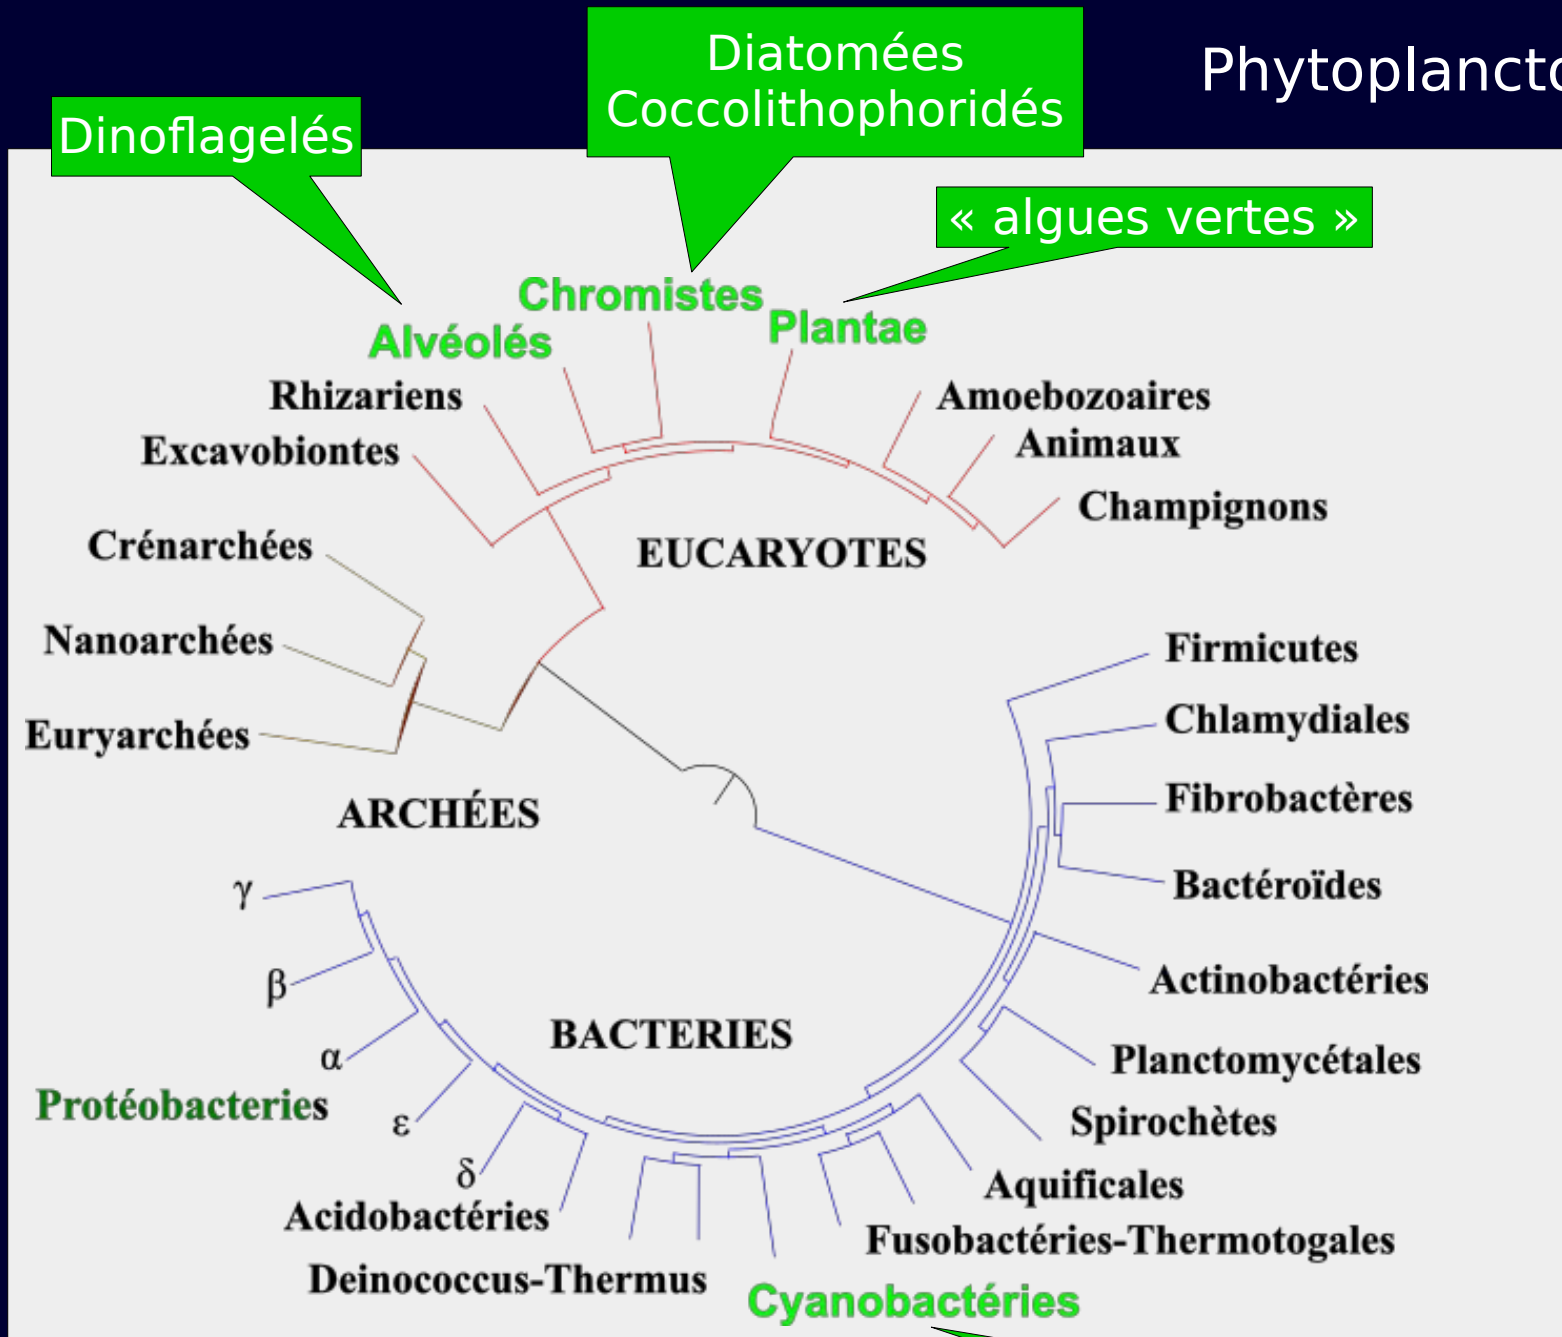 Diatomées
Coccolithophoridés
Phytoplancto
Dinoflagelés
« algues vertes »
Chromistes
Plantae
Alvéolés
Rhizariens
Amoebozoaires
Excavobiontes
Animaux
Champignons
Crénarchées
EUCARYOTES
Nanoarchées
Firmicutes
Euryarchées
Chlamydiales
ARCHÉES
Fibrobactères
γ
Bactéroïdes
β
Actinobactéries
BACTERIES
α
Planctomycétales
Protéobacteries
ε
Spirochètes
δ
Aquificales
Acidobactéries
Fusobactéries-Thermotogales
Deinococcus-Thermus
Cyanobactéries